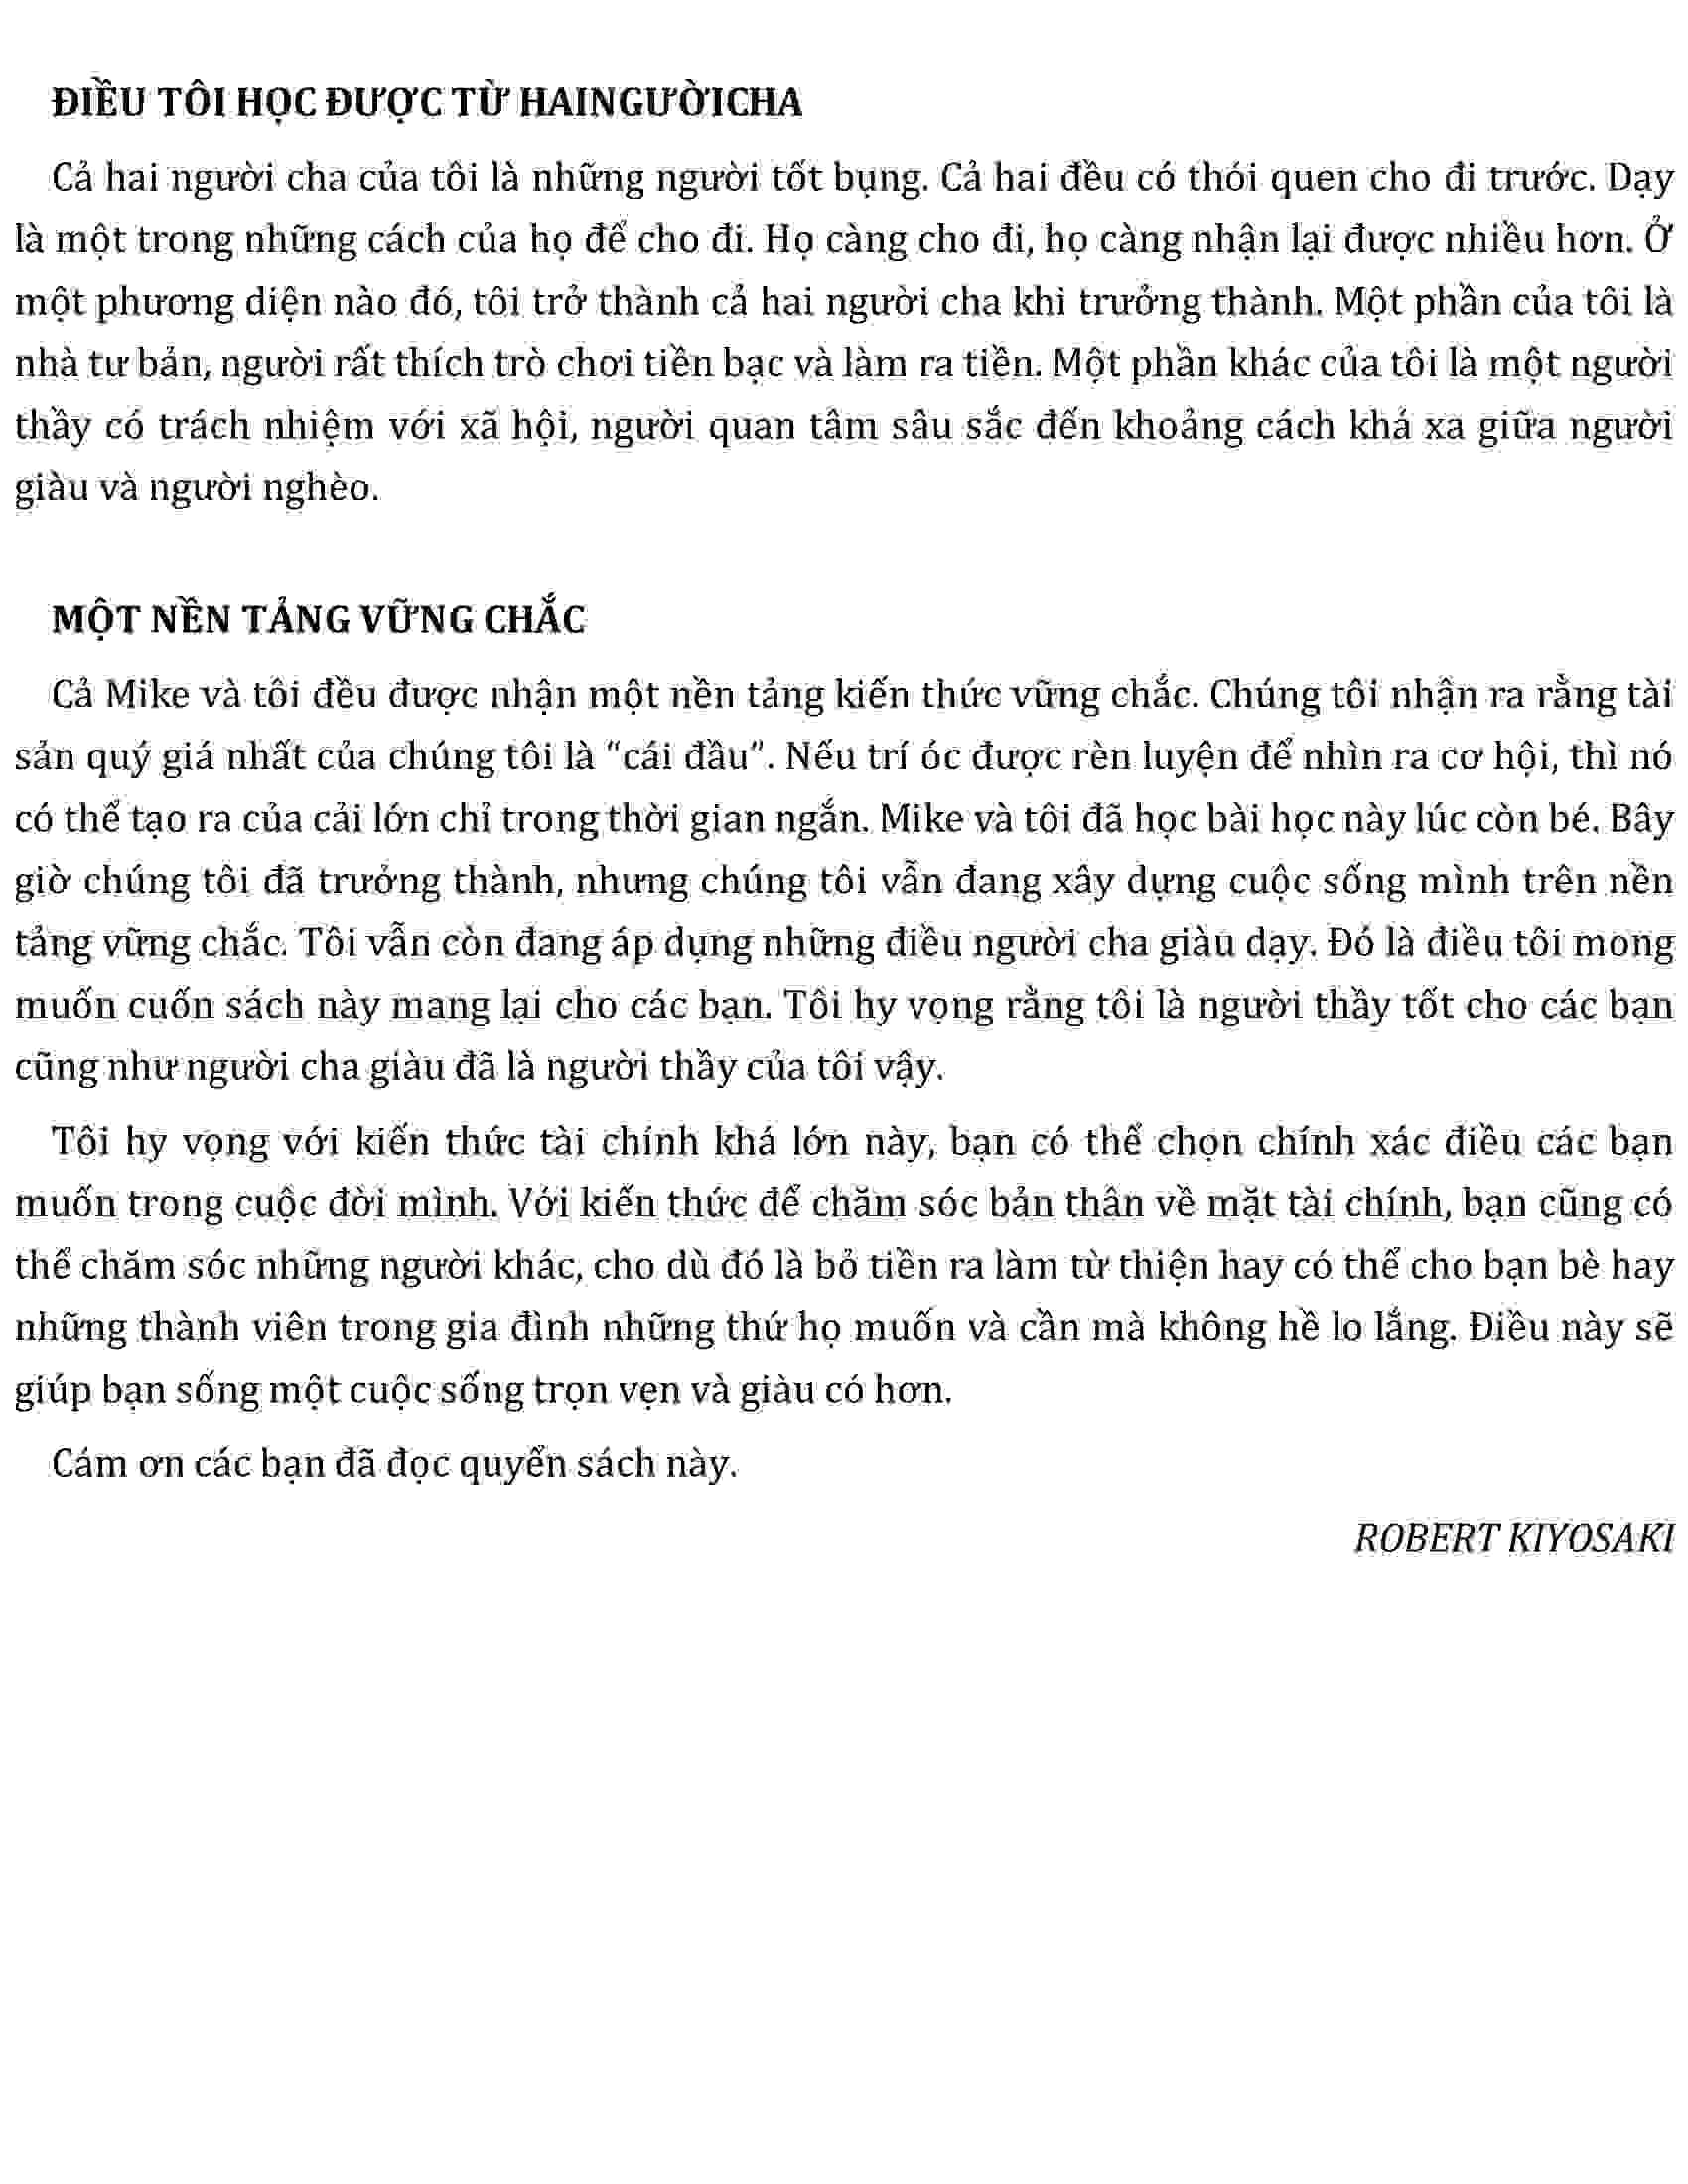 ĐIỀU TÔI HỌC ĐƯỢC TỪ HAINGƯỜICHA
Cả hai người cha của tôi là những người tốt bụng. Cả hai đều có thói quen cho đi trước. Dạy
là một trong những cách của họ để cho đi. Họ càng cho đi, họ càng nhận lại được nhiều hơn. Ở
một phương diện nào đó, tôi trở thành cả hai người cha khi trưởng thành. Một phần của tôi là
nhà tư bản, người rất thích trò chơi tiền bạc và làm ra tiền. Một phần khác của tôi là một người
thầy có trách nhiệm với xã hội, người quan tâm sâu sắc đến khoảng cách khá xa giữa người
giàu và người nghèo.
MỘT NỀN TẢNG VỮNG CHẮC
Cả Mike và tôi đều được nhận một nền tảng kiến thức vững chắc. Chúng tôi nhận ra rằng tài
sản quý giá nhất của chúng tôi là “cái đầu”. Nếu trí óc được rèn luyện để nhìn ra cơ hội, thì nó
có thể tạo ra của cải lớn chỉ trong thời gian ngắn. Mike và tôi đã học bài học này lúc còn bé. Bây
giờ chúng tôi đã trưởng thành, nhưng chúng tôi vẫn đang xây dựng cuộc sống mình trên nền
tảng vững chắc. Tôi vẫn còn đang áp dụng những điều người cha giàu dạy. Đó là điều tôi mong
muốn cuốn sách này mang lại cho các bạn. Tôi hy vọng rằng tôi là người thầy tốt cho các bạn
cũng như người cha giàu đã là người thầy của tôi vậy.
Tôi hy vọng với kiến thức tài chính khá lớn này, bạn có thể chọn chính xác điều các bạn
muốn trong cuộc đời mình. Với kiến thức để chăm sóc bản thân về mặt tài chính, bạn cũng có
thể chăm sóc những người khác, cho dù đó là bỏ tiền ra làm từ thiện hay có thể cho bạn bè hay
những thành viên trong gia đình những thứ họ muốn và cần mà không hề lo lắng. Điều này sẽ
giúp bạn sống một cuộc sống trọn vẹn và giàu có hơn.
Cám ơn các bạn đã đọc quyển sách này.
ROBERT KIYOSAKI